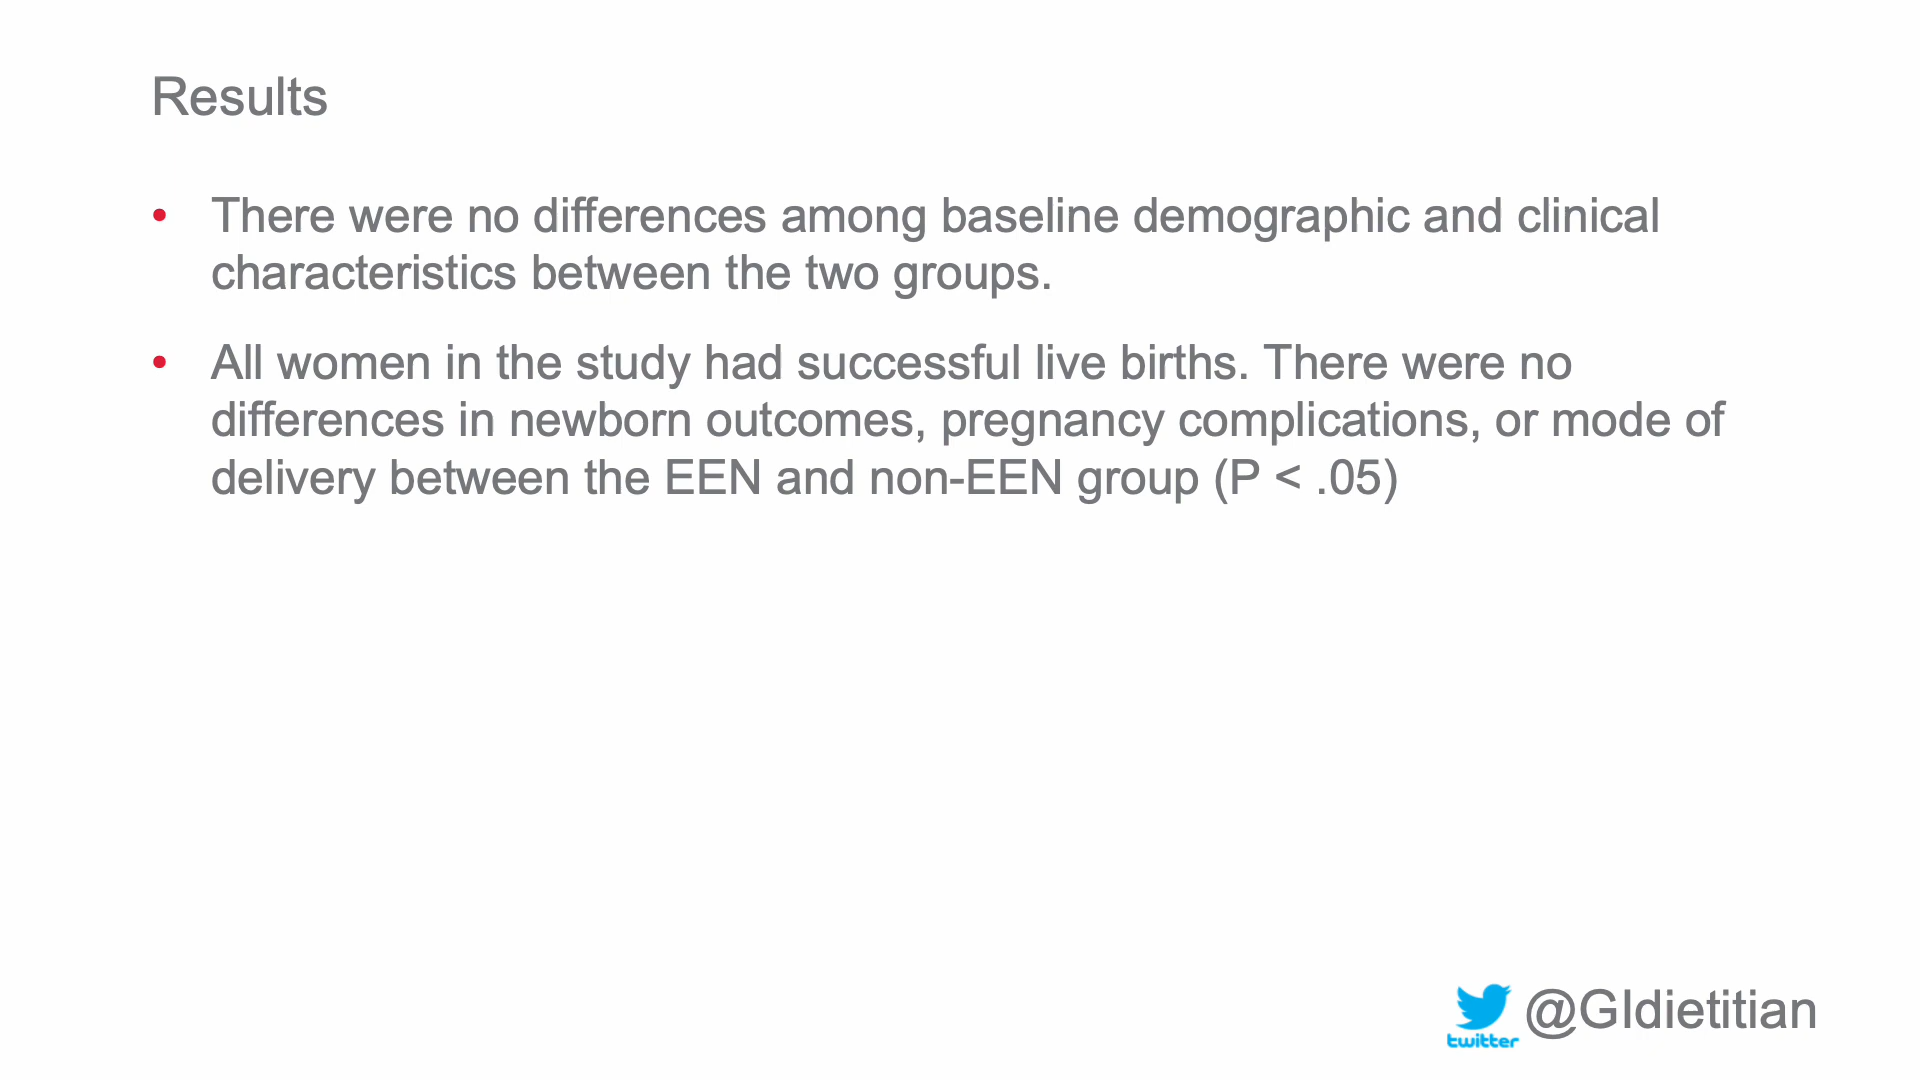 Results
• There were no differences among baseline demographic and clinical
characteristics between the two groups.
• All women in the study had successful live births. There were no
differences in newborn outcomes, pregnancy complications, or mode of
delivery between the EEN and non-EEN group (P < .05)
@GIdietitian
twitter